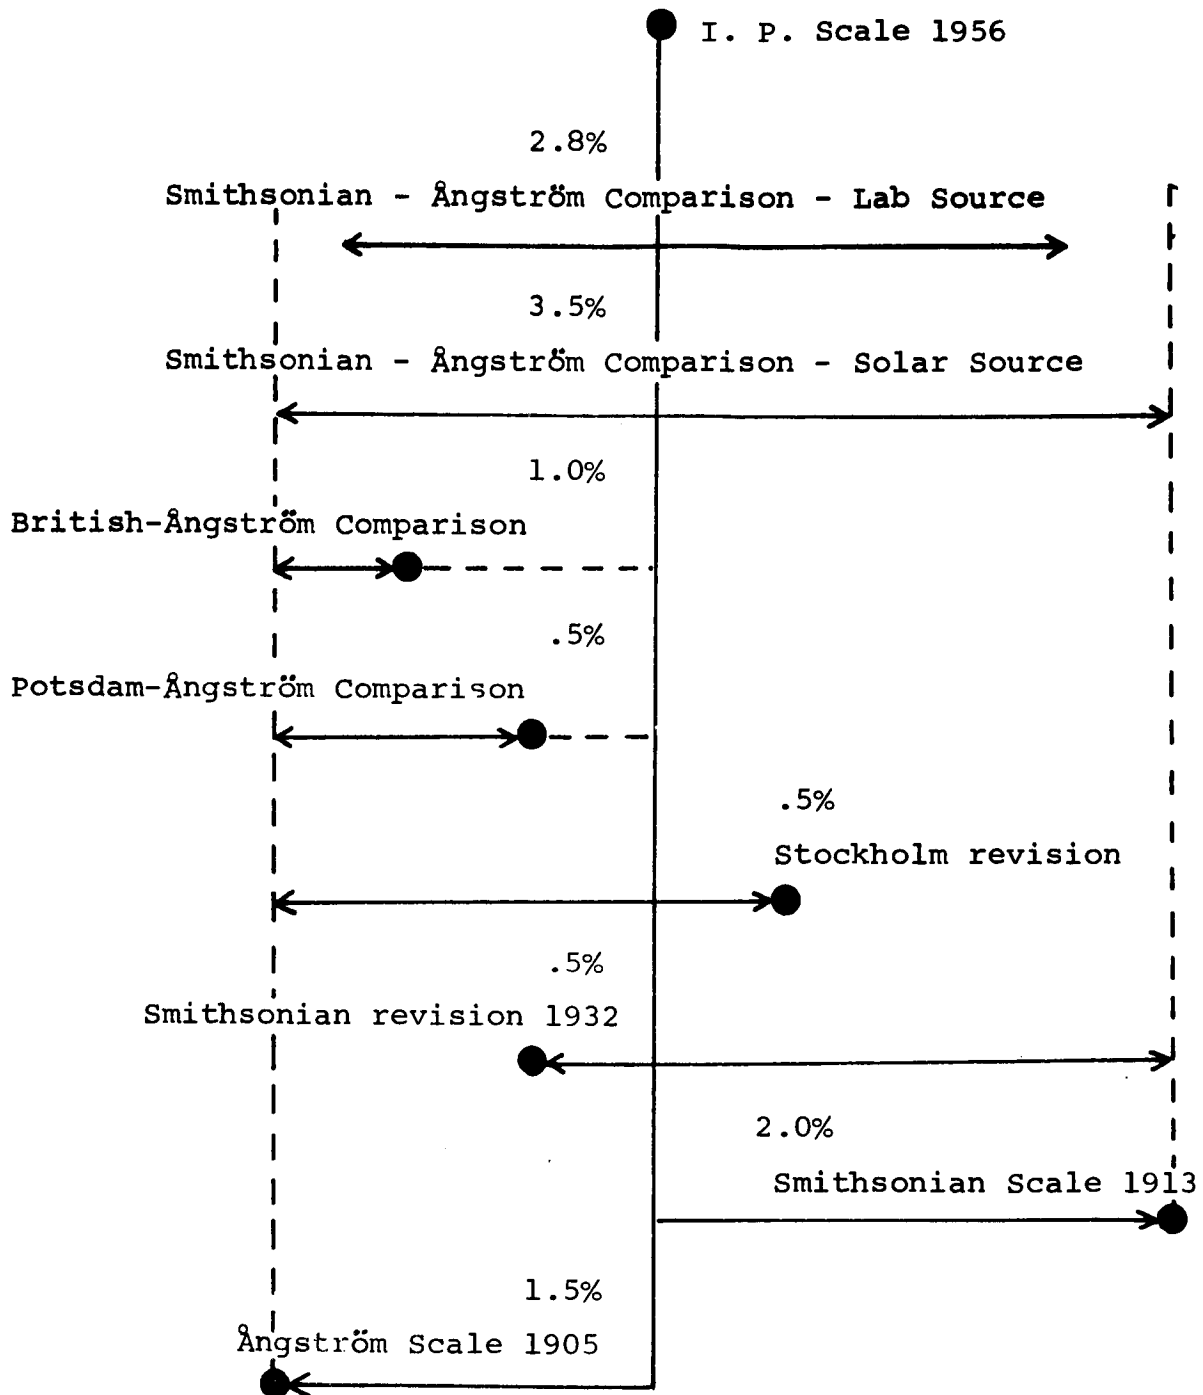 I. P. Scale 1956
2.8%
Smithsonian - Ångström Comparison - Lab Source
3.5%
Smithsonian - Ångström Comparison - Solar Source
1.0%
British-Ångström Comparison
.5%
Potsdam-Ångström Comparison
.5%
Stockholm revision
.5%
Smithsonian revision 1932
2.0%
Smithsonian Scale 1913
1.5%
Ångström Scale 1905